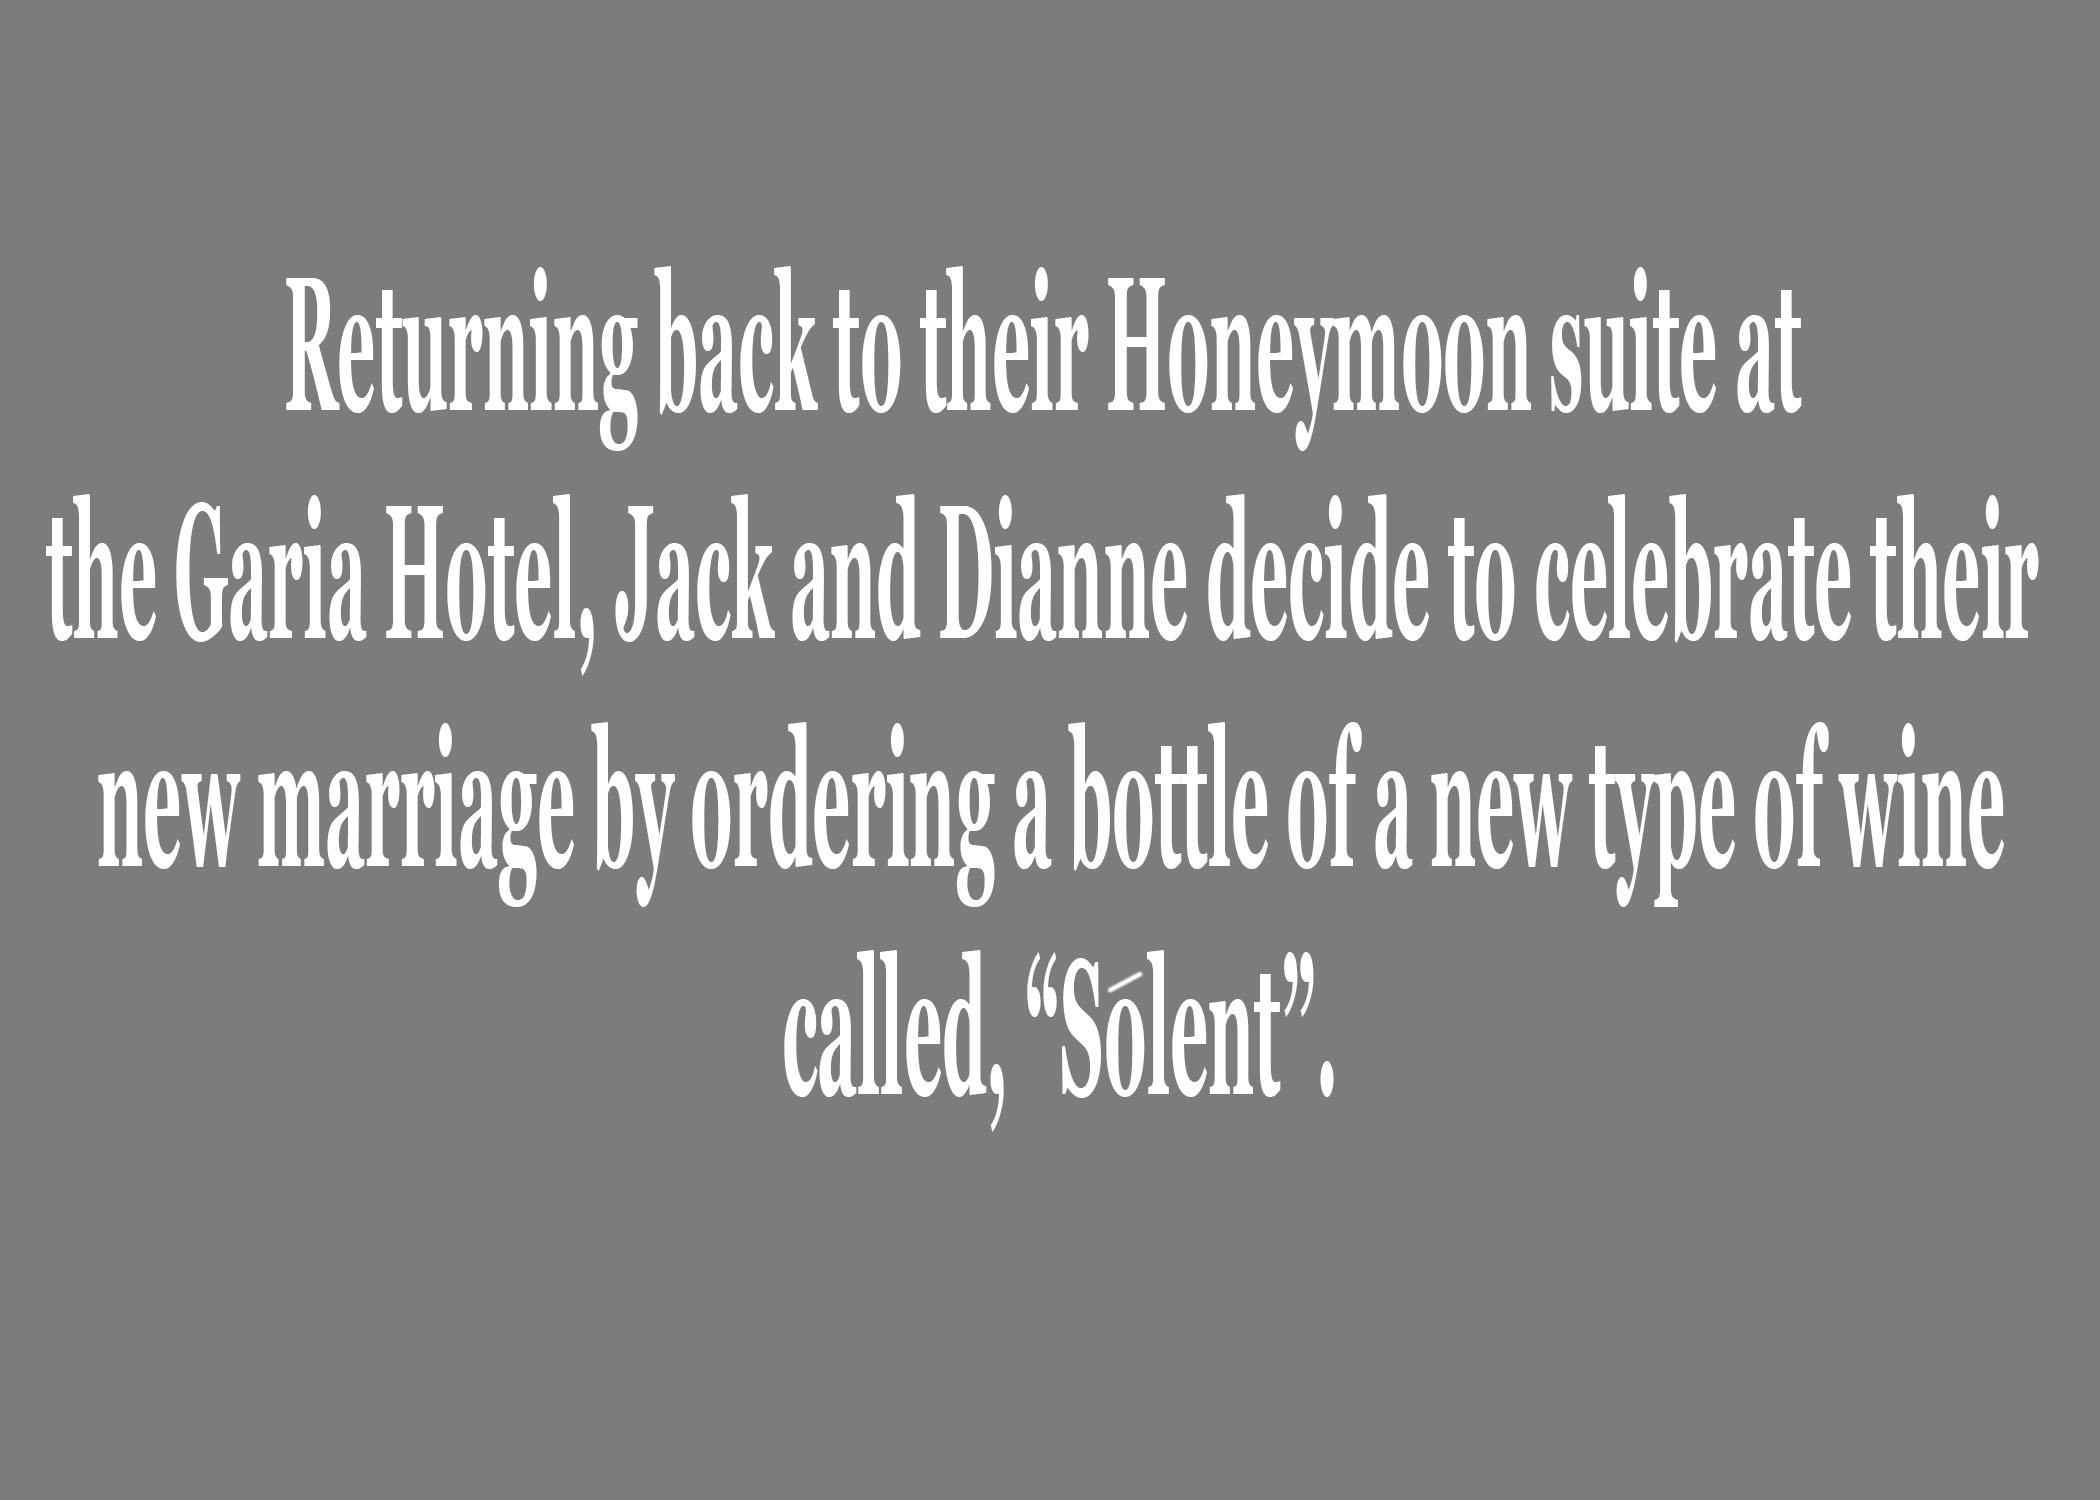 Returning back to their Honeymoon suite at
the Garia Hotel, Jack and Dianne decide to celebrate their
new marriage by ordering a bottle of a new type of wine
called, “Sólent”.